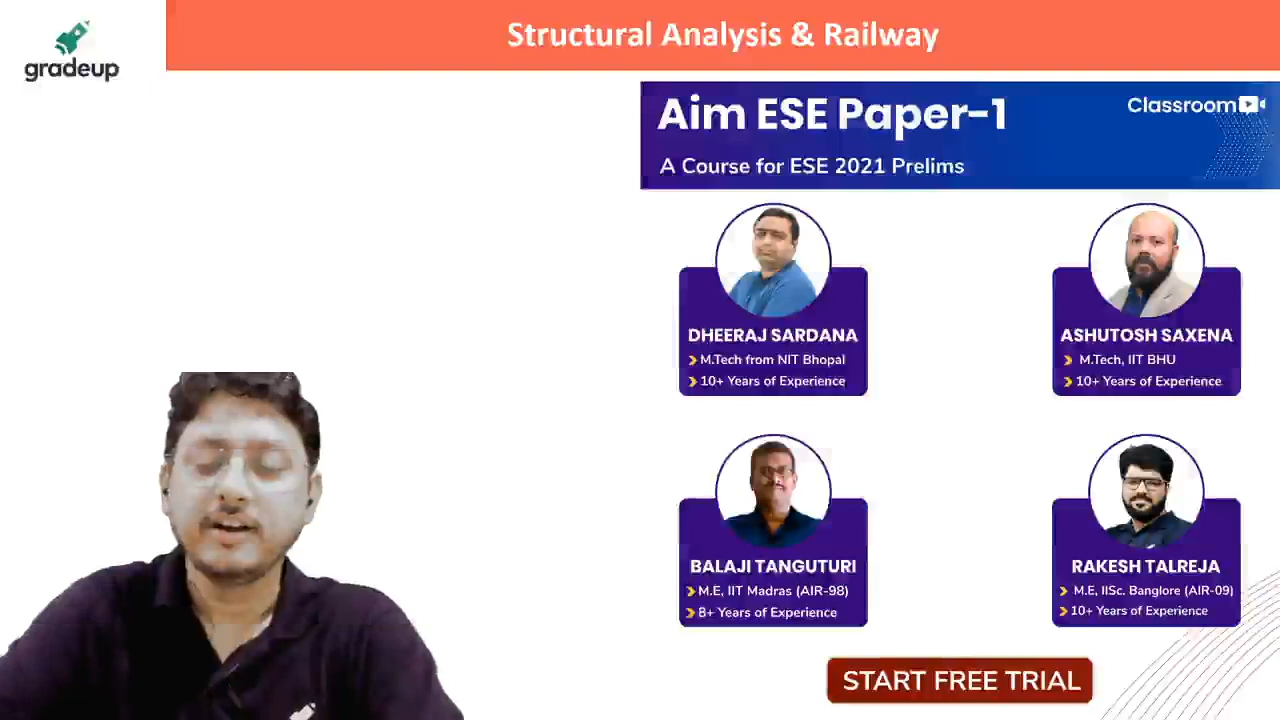 Structural Analysis & Railway
gradeup
Aim ESE Paper-1
Classroom
A Course for ESE 2021 Prelims
DHEERAJ SARDANA
M.Tech from NIT Bhopal
10+ Years of Experience
ASHUTOSH SAXENA
M.Tech, IIT BHU
10+ Years of Experience
BALAJI TANGUTURI
M.E, IIT Madras (AIR-98)
8+ Years of Experience
RAKESH TALREJA
M.E, IISc. Banglore (AIR-09)
10+ Years of Experience
START FREE TRIAL